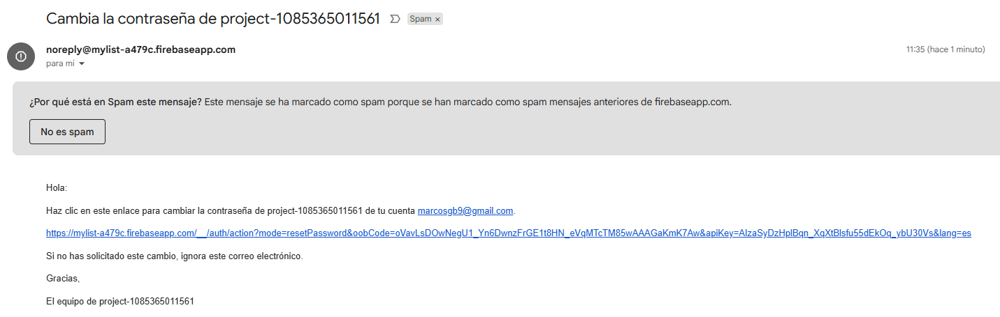 Cambia la contraseña de project-1085365011561 Spam ×
noreply@mylist-a479c.firebaseapp.com 11:35 (hace 1 minuto)
para mí
¿Por qué está en Spam este mensaje? Este mensaje se ha marcado como spam porque se han marcado como spam mensajes anteriores de firebaseapp.com.
No es spam
Hola:
Haz clic en este enlace para cambiar la contraseña de project-1085365011561 de tu cuenta marcosgb9@gmail.com.
https://mylist-a479c.firebaseapp.com/__/auth/action?mode=resetPassword&oobCode=oVavLsDOwNegU1_Yn6DwnzFrGE1t8HN_eVqMTcTM85wAAAGaKmK7Aw&apiKey=AIzaSyDzHplBqn_XqXtBlsfu55dEkOq_ybU30Vs&lang=es
Si no has solicitado este cambio, ignora este correo electrónico.
Gracias,
El equipo de project-1085365011561